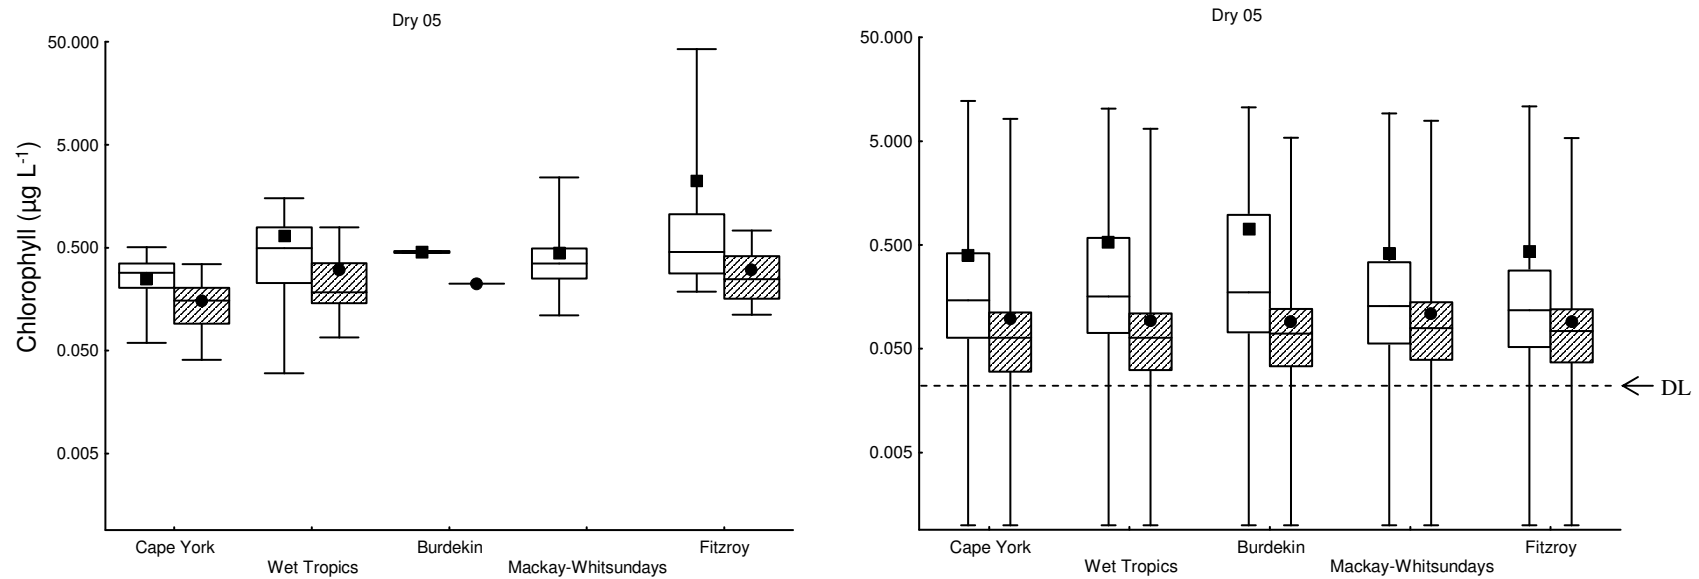 Dry 05
50.000
5.000
0.500
0.050
0.005
Chlorophyll (µg L-1)
Cape York
Wet Tropics
Burdekin
Mackay-Whitsundays
Fitzroy
Dry 05
50.000
5.000
0.500
0.050
0.005
DL
Cape York
Wet Tropics
Burdekin
Mackay-Whitsundays
Fitzroy